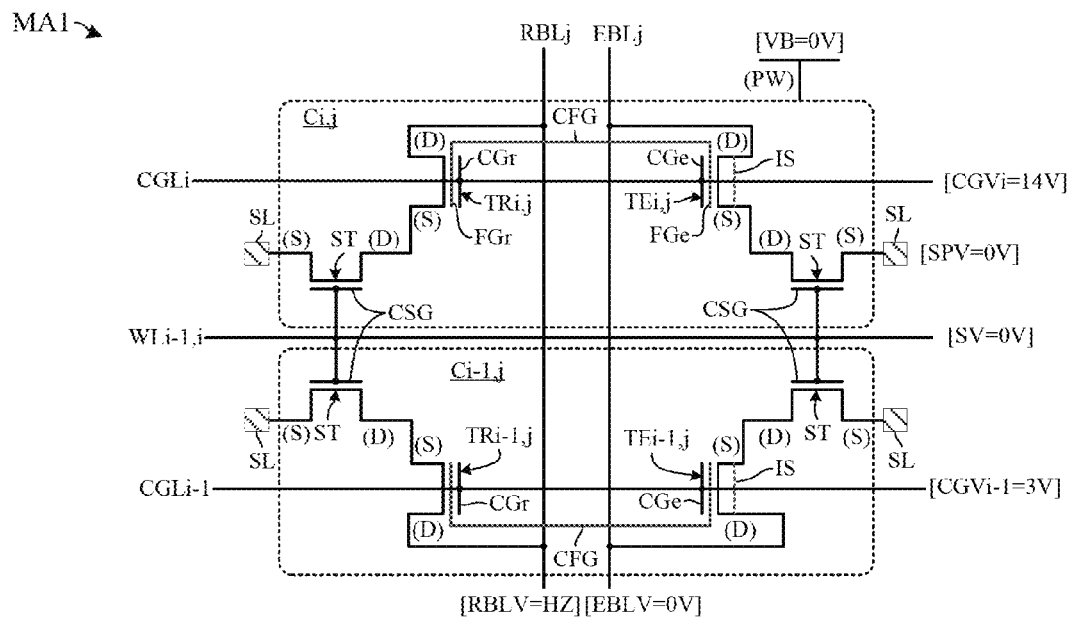 MA1
RBLj EBLj
[VB=0V]
(PW)
Ci,j
CFG
(D) (D)
CGr CGe IS
CGLi [CGVi=14V]
TRi,j TEi,j
(S) (S)
SL FGr FGe SL
(S) ST (D) (D) ST (S)
[SPV=0V]
CSG CSG
WLi-1,i [SV=0V]
Ci-1,j
ST ST
(S) (D) (S) TRi-1,j TEi-1,j (S) (D) (S)
SL IS SL
CGLi-1 [CGVi-1=3V]
CGr CGe
(D) (D)
CFG
[RBLV=HZ] [EBLV=0V]